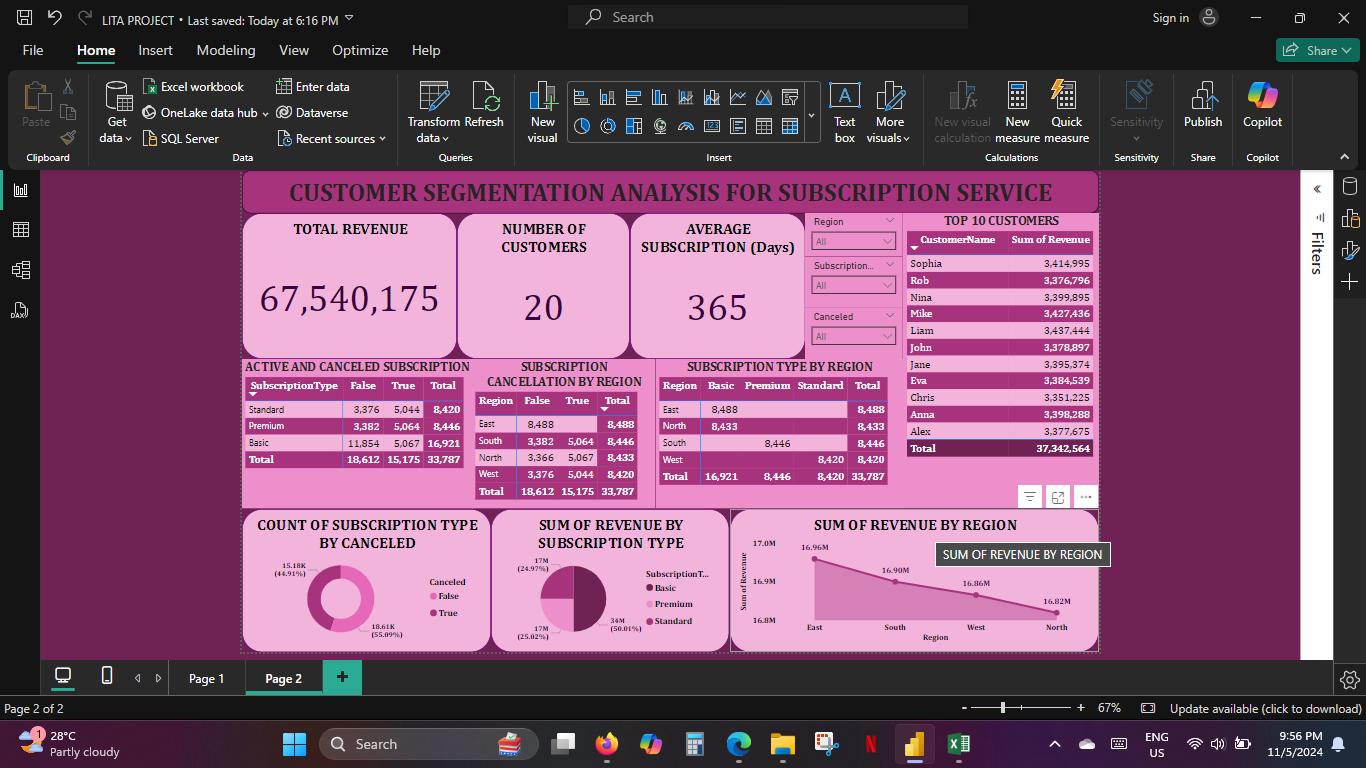 LITA PROJECT • Last saved: Today at 6:16 PM
Search
Sign in
File Home Insert Modeling View Optimize Help
Share
Paste
Get data
Excel workbook
OneLake data hub
SQL Server
Enter data
Dataverse
Recent sources
Transform data
Refresh
New visual
Text box
More visuals
New visual calculation
New measure
Quick measure
Sensitivity
Publish
Copilot
Clipboard
Data
Queries
Insert
Calculations
Sensitivity
Share
Copilot
CUSTOMER SEGMENTATION ANALYSIS FOR SUBSCRIPTION SERVICE
TOTAL REVENUE
67,540,175
NUMBER OF
CUSTOMERS
20
AVERAGE
SUBSCRIPTION (Days)
365
Region
All
Subscription...
All
Canceled
All
TOP 10 CUSTOMERS
CustomerName Sum of Revenue
Sophia 3,414,995
Rob 3,376,796
Nina 3,399,895
Mike 3,427,436
Liam 3,437,444
John 3,378,897
Jane 3,395,374
Eva 3,384,539
Chris 3,351,225
Anna 3,398,288
Alex 3,377,675
Total 37,342,564
ACTIVE AND CANCELED SUBSCRIPTION
SubscriptionType False True Total
Standard 3,376 5,044 8,420
Premium 3,382 5,064 8,446
Basic 11,854 5,067 16,921
Total 18,612 15,175 33,787
SUBSCRIPTION
CANCELLATION BY REGION
Region False True Total
East 8,488 8,488
South 3,382 5,064 8,446
North 3,366 5,067 8,433
West 3,376 5,044 8,420
Total 18,612 15,175 33,787
SUBSCRIPTION TYPE BY REGION
Region Basic Premium Standard Total
East 8,488 8,488
North 8,433 8,433
South 8,446 8,446
West 8,420 8,420
Total 16,921 8,446 8,420 33,787
COUNT OF SUBSCRIPTION TYPE
BY CANCELED
15.18K
(44.91%)
18.61K
(55.09%)
Canceled
False
True
SUM OF REVENUE BY
SUBSCRIPTION TYPE
17M
(24.97%)
17M
(25.02%)
34M
(50.01%)
SubscriptionT...
Basic
Premium
Standard
SUM OF REVENUE BY REGION
SUM OF REVENUE BY REGION
Sum of Revenue
17.0M
16.9M
16.8M
16.96M
16.90M
16.86M
16.82M
East South West North
Region
Filters
DAX
Page 1
Page 2
+
Page 2 of 2
- + 67%
Update available (click to download)
1
28°C
Partly cloudy
Search
ENG
US
9:56 PM
11/5/2024